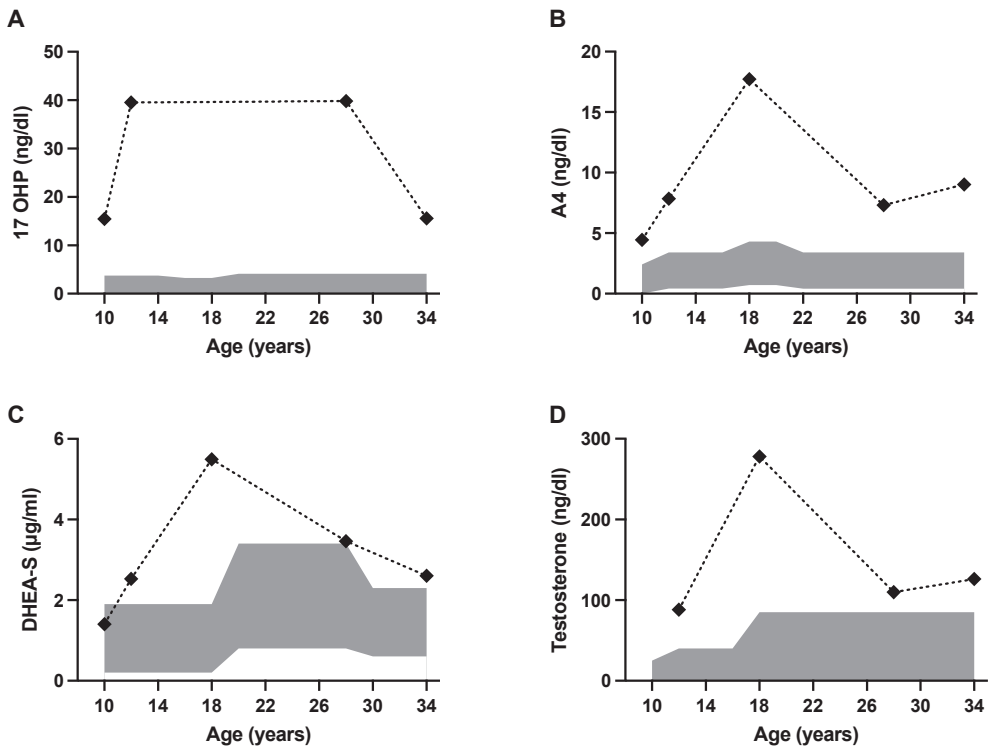 A
17 OHP (ng/dl)
50
40
30
20
10
0
10 14 18 22 26 30 34
Age (years)
B
A4 (ng/dl)
20
15
10
5
0
10 14 18 22 26 30 34
Age (years)
C
DHEA-S (µg/ml)
6
4
2
0
10 14 18 22 26 30 34
Age (years)
D
Testosterone (ng/dl)
300
200
100
0
10 14 18 22 26 30 34
Age (years)